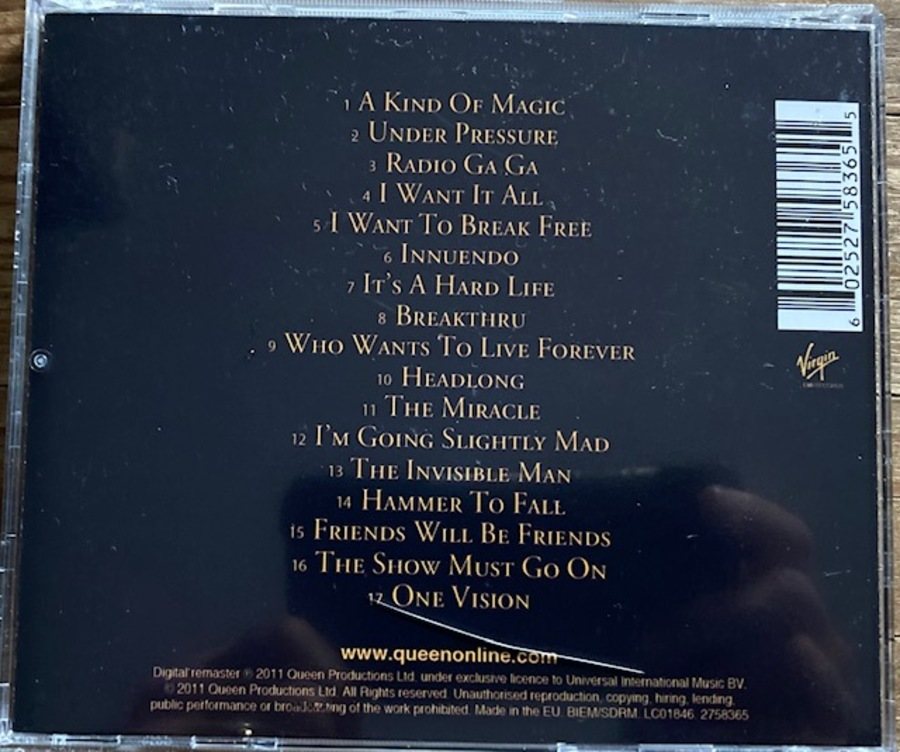 1 A Kind Of Magic
2 Under Pressure
3 Radio Ga Ga
4 I Want It All
5 I Want To Break Free
6 Innuendo
7 It's A Hard Life
8 Breakthru
9 Who Wants To Live Forever
10 Headlong
11 The Miracle
12 I'm Going Slightly Mad
13 The Invisible Man
14 Hammer To Fall
15 Friends Will Be Friends
16 The Show Must Go On
17 One Vision
www.queenonline.com
Digital remaster ℗ 2011 Queen Productions Ltd. under exclusive licence to Universal International Music BV.
© 2011 Queen Productions Ltd. All Rights reserved. Unauthorised reproduction, copying, hiring, lending,
public performance or broadcasting of the work prohibited. Made in the EU. BIEM/SDRM. LC01846. 2758365
6 02527 58365 5
Virgin